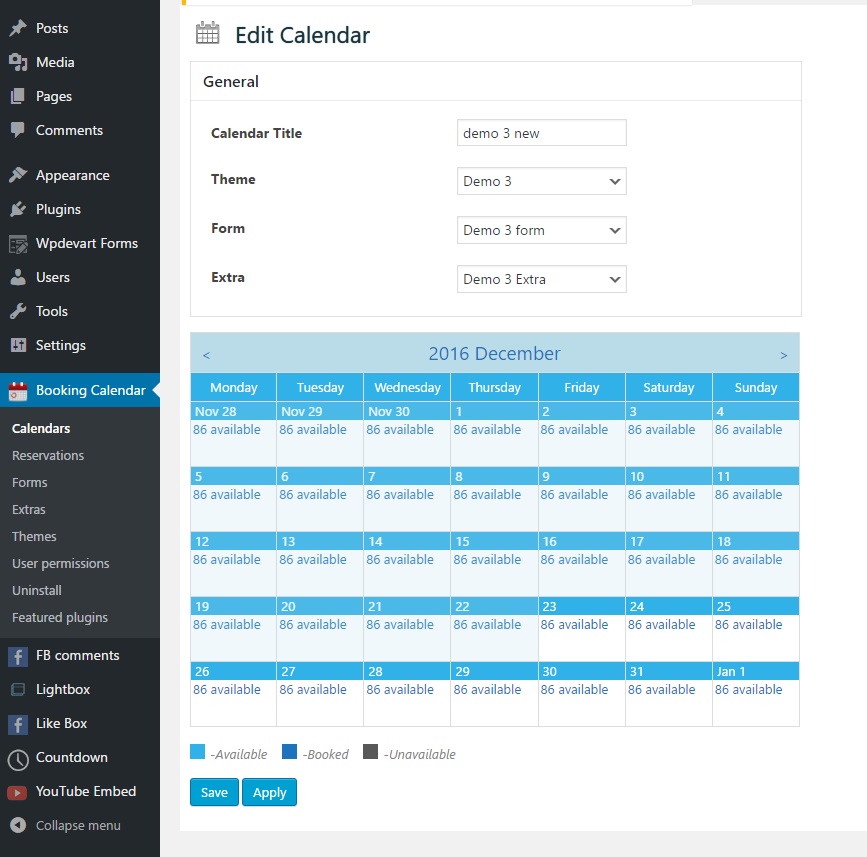 Posts
Media
Pages
Comments
Appearance
Plugins
Wpdevart Forms
Users
Tools
Settings
Booking Calendar
Calendars
Reservations
Forms
Extras
Themes
User permissions
Uninstall
Featured plugins
FB comments
Lightbox
Like Box
Countdown
YouTube Embed
Collapse menu
Edit Calendar
General
Calendar Title demo 3 new
Theme Demo 3
Form Demo 3 form
Extra Demo 3 Extra
< 2016 December >
Monday Tuesday Wednesday Thursday Friday Saturday Sunday
Nov 28 Nov 29 Nov 30 1 2 3 4
86 available 86 available 86 available 86 available 86 available 86 available 86 available
5 6 7 8 9 10 11
86 available 86 available 86 available 86 available 86 available 86 available 86 available
12 13 14 15 16 17 18
86 available 86 available 86 available 86 available 86 available 86 available 86 available
19 20 21 22 23 24 25
86 available 86 available 86 available 86 available 86 available 86 available 86 available
26 27 28 29 30 31 Jan 1
86 available 86 available 86 available 86 available 86 available 86 available 86 available
-Available -Booked -Unavailable
Save Apply